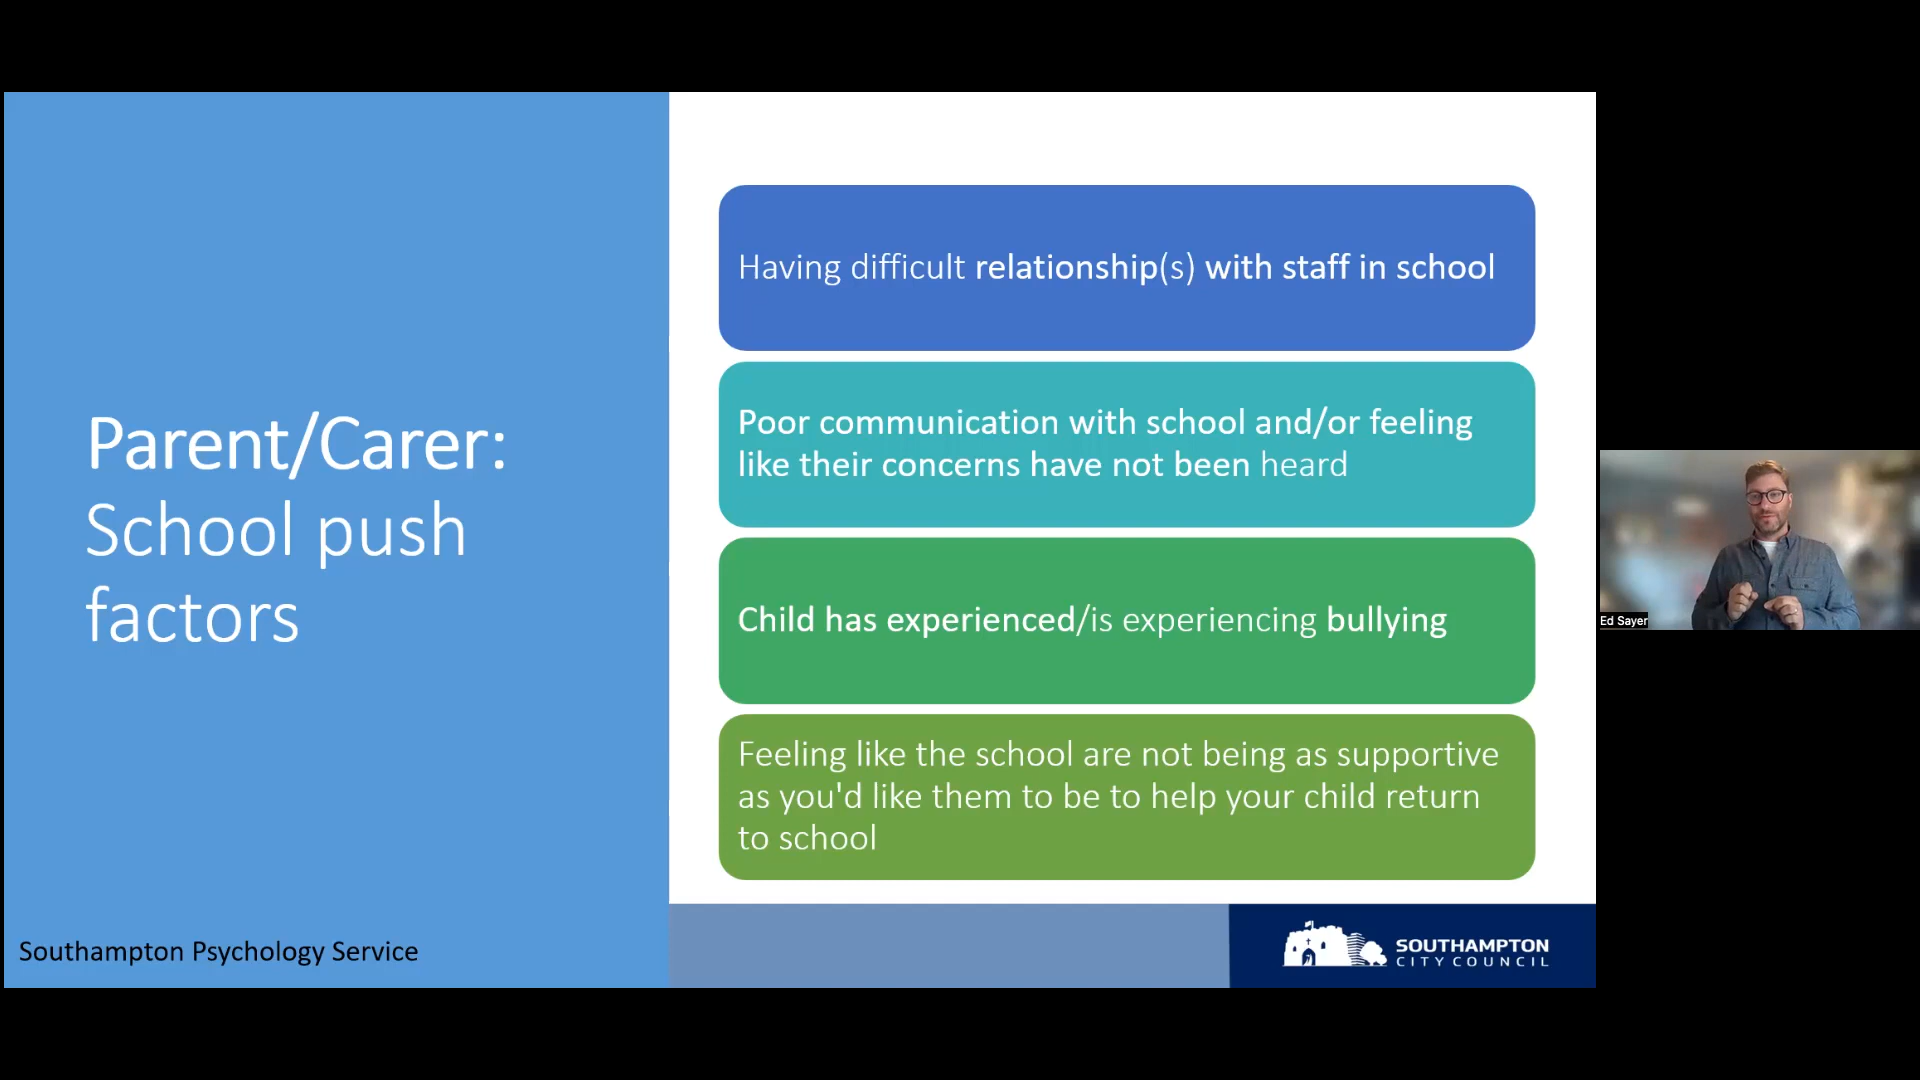 Parent/Carer:
School push
factors
Southampton Psychology Service
Having difficult relationship(s) with staff in school
Poor communication with school and/or feeling
like their concerns have not been heard
Child has experienced/is experiencing bullying
Feeling like the school are not being as supportive
as you'd like them to be to help your child return
to school
SOUTHAMPTON
CITY COUNCIL
Ed Sayer